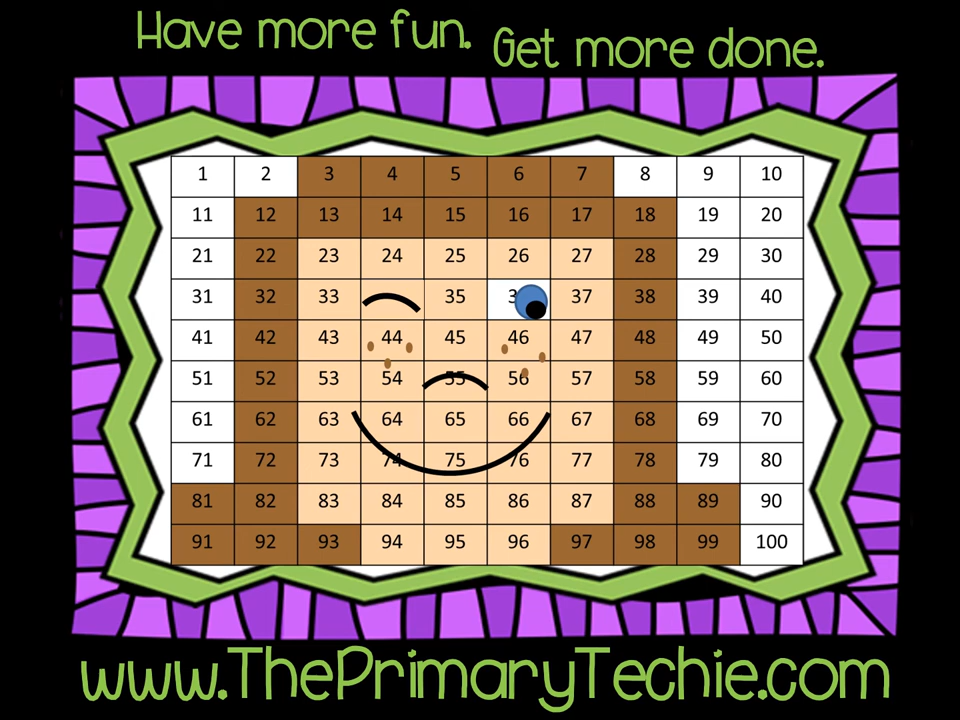 Have more fun. Get more done.
1 2 3 4 5 6 7 8 9 10
11 12 13 14 15 16 17 18 19 20
21 22 23 24 25 26 27 28 29 30
31 32 33 35 37 38 39 40
41 42 43 44 45 46 47 48 49 50
51 52 53 54 55 56 57 58 59 60
61 62 63 64 65 66 67 68 69 70
71 72 73 74 75 76 77 78 79 80
81 82 83 84 85 86 87 88 89 90
91 92 93 94 95 96 97 98 99 100
www.ThePrimaryTechie.com